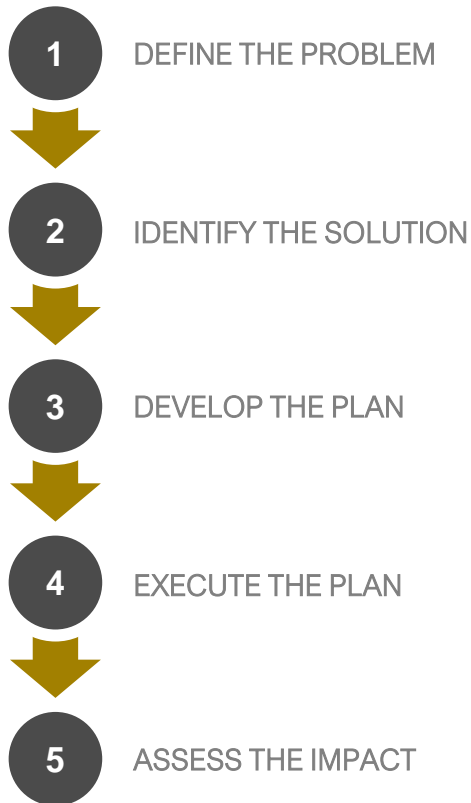 1 DEFINE THE PROBLEM
2 IDENTIFY THE SOLUTION
3 DEVELOP THE PLAN
4 EXECUTE THE PLAN
5 ASSESS THE IMPACT